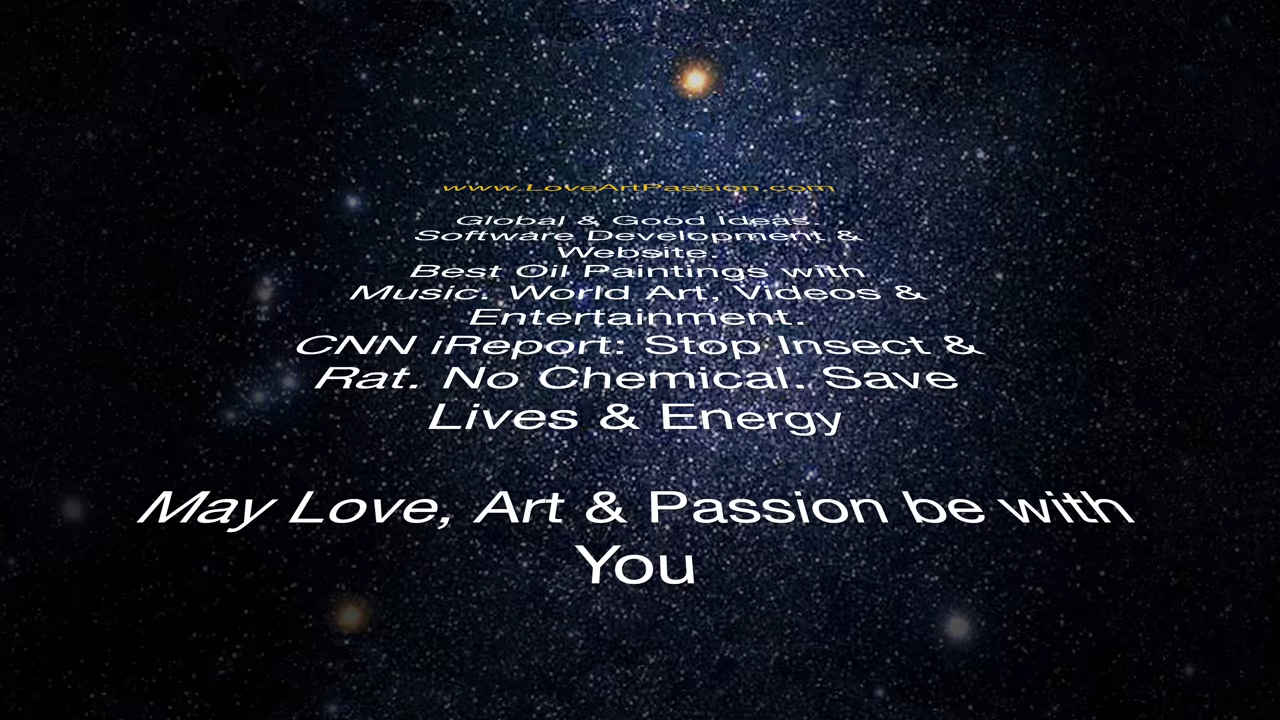 www.LoveArtPassion.com
Global & Good Ideas.
Software Development &
Website.
Best Oil Paintings with
Music. World Art, Videos &
Entertainment.
CNN iReport: Stop Insect &
Rat. No Chemical. Save
Lives & Energy
May Love, Art & Passion be with
You